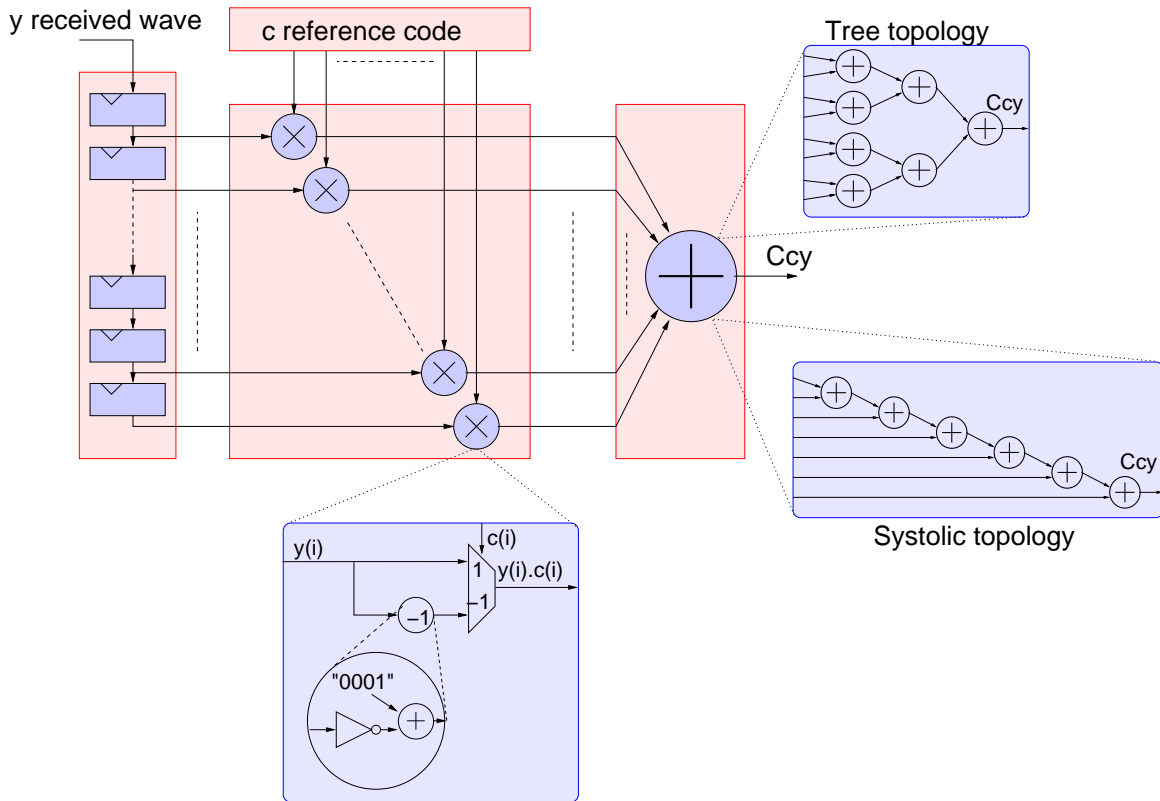 y received wave
c reference code
Tree topology
Ccy
Ccy
Ccy
Systolic topology
c(i)
y(i)
1
y(i).c(i)
-1
-1
"0001"